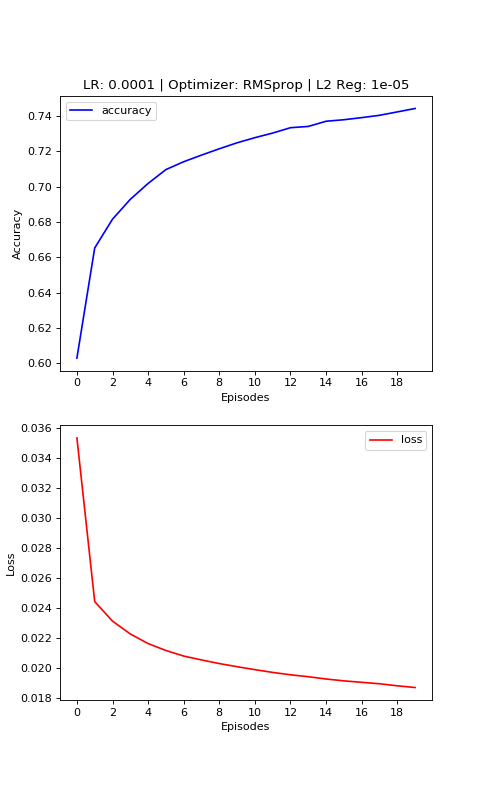 LR: 0.0001 | Optimizer: RMSprop | L2 Reg: 1e-05
accuracy
0.74
0.72
0.70
0.68
0.66
0.64
0.62
0.60
Accuracy
0 2 4 6 8 10 12 14 16 18
Episodes
loss
0.036
0.034
0.032
0.030
0.028
0.026
0.024
0.022
0.020
0.018
Loss
0 2 4 6 8 10 12 14 16 18
Episodes